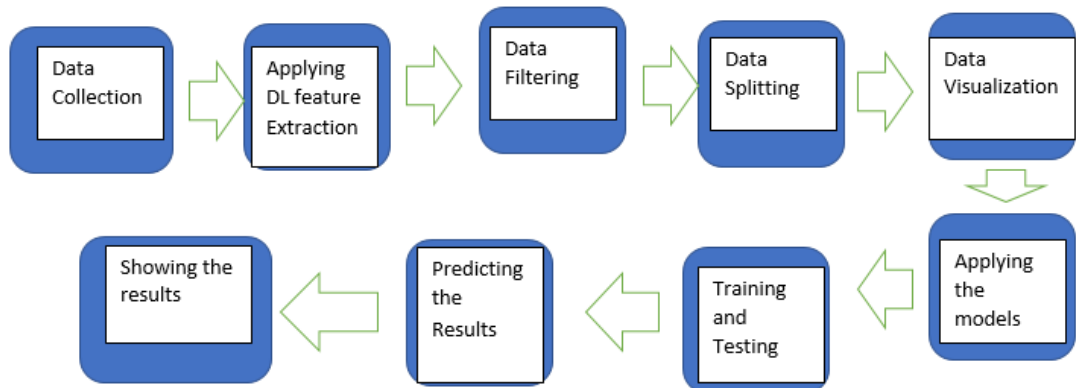 Data
Collection
Applying
DL feature
Extraction
Data
Filtering
Data
Splitting
Data
Visualization
Applying
the
models
Training
and
Testing
Predicting
the
Results
Showing the
results